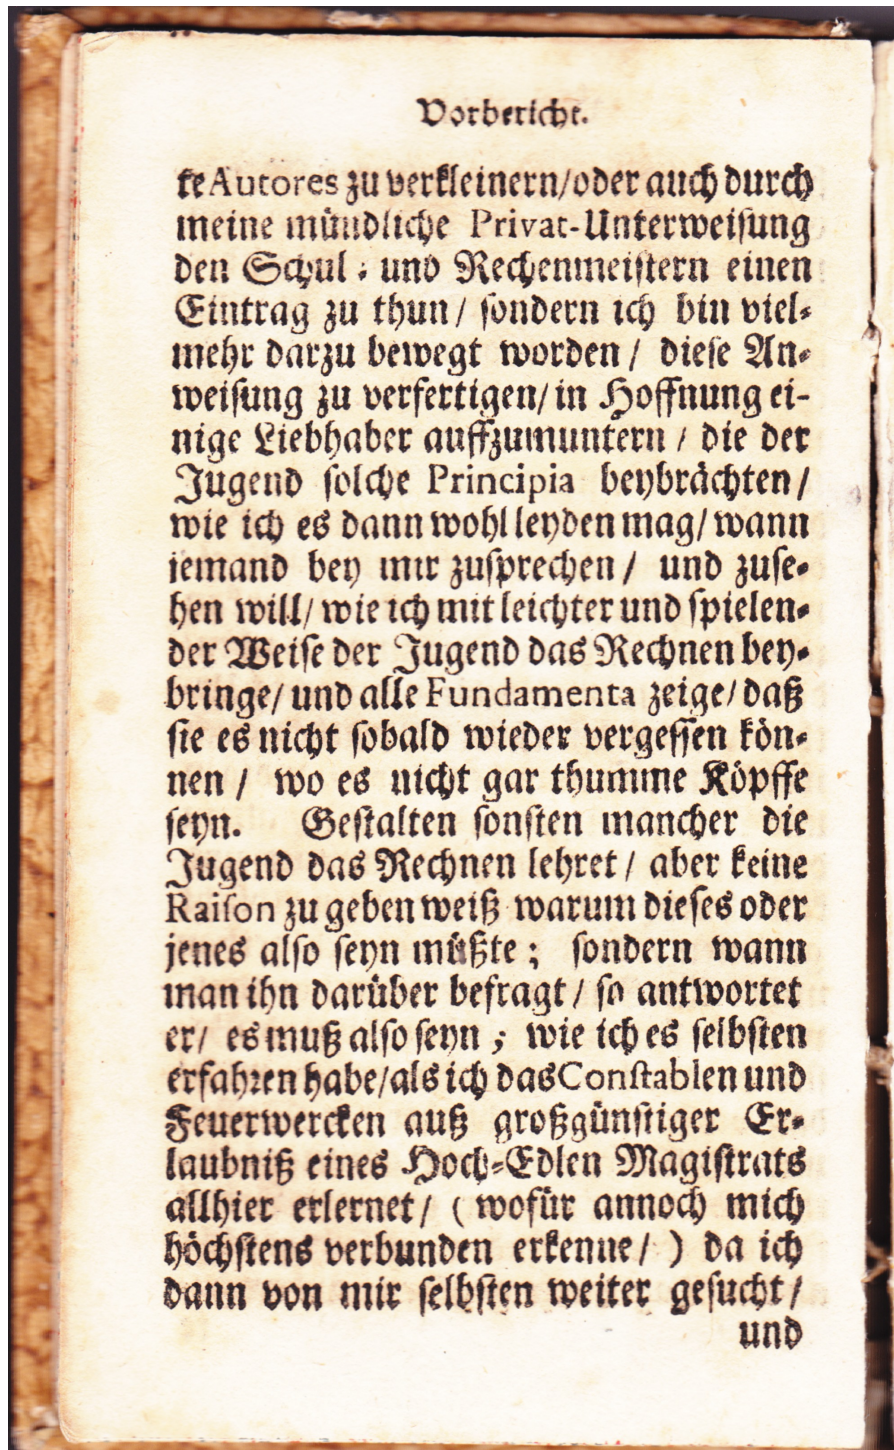 Vorbericht.
te Autores zu verkleinern/oder auch durch
meine mündliche Privat-Unterweiſung
den Schul- und Rechenmeiſtern einen
Eintrag zu thun/ ſondern ich bin viel-
mehr darzu bewegt worden/ dieſe An-
weiſung zu verfertigen/ in Hoffnung ei-
nige Liebhaber auffzumuntern / die der
Jugend ſolche Principia beybrächten/
wie ich es dann wohl leyden mag/ wann
jemand bey mir zuſprechen/ und zuſe-
hen will/ wie ich mit leichter und ſpielen-
der Weiſe der Jugend das Rechnen bey-
bringe/ und alle Fundamenta zeige/ daß
ſie es nicht ſobald wieder vergeſſen kön-
nen / wo es nicht gar thumme Köpffe
ſeyn. Geſtalten ſonſten mancher die
Jugend das Rechnen lehret/ aber keine
Raiſon zu geben weiß warum dieſes oder
jenes alſo ſeyn müßte; ſondern wann
man ihn darüber befragt/ ſo antwortet
er/ es muß alſo ſeyn; wie ich es ſelbſten
erfahren habe/als ich das Conſtablen und
Feuerwercken auß großgünſtiger Er-
laubniß eines Hoch-Edlen Magiſtrats
allhier erlernet/ (wofür annoch mich
höchſtens verbunden erkenne/) da ich
dann von mir ſelbſten weiter geſucht/
und